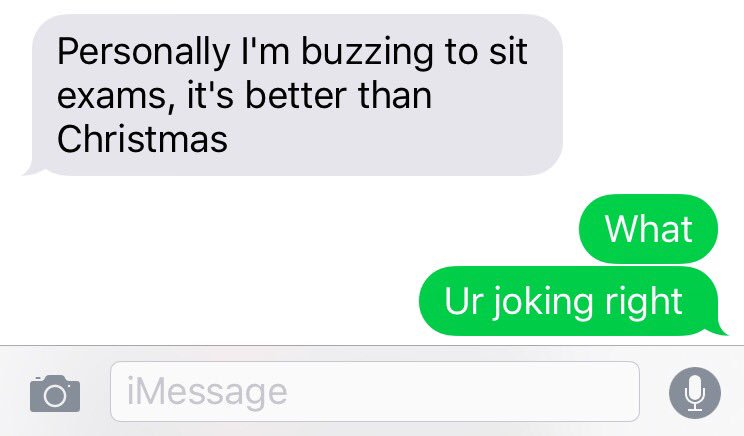 Personally I'm buzzing to sit
exams, it's better than
Christmas
What
Ur joking right
iMessage